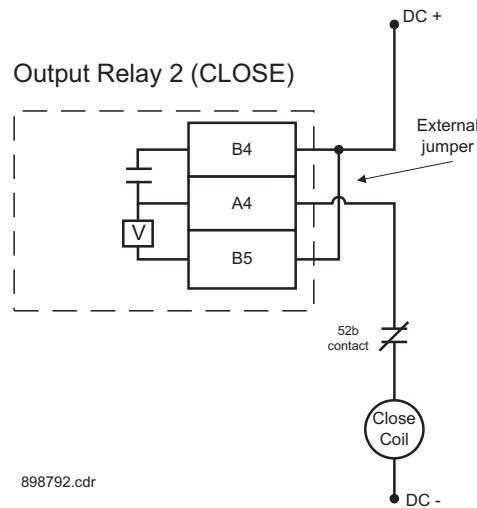 DC +
Output Relay 2 (CLOSE)
External
jumper
B4
A4
V
B5
52b
contact
Close
Coil
898792.cdr
DC -